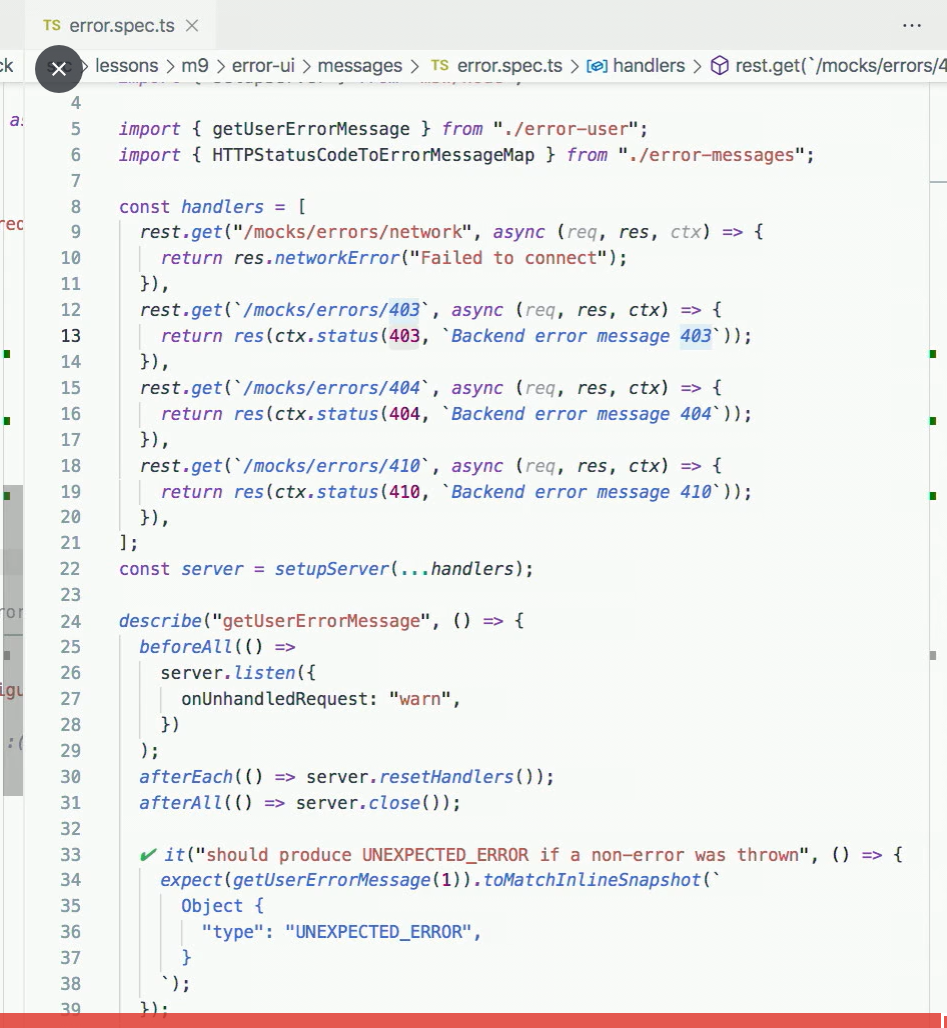 TS error.spec.ts ×
...
ck
lessons > m9 > error-ui > messages > TS error.spec.ts > handlers > rest.get(`/mocks/errors/4
4
5 import { getUserErrorMessage } from "./error-user";
6 import { HTTPStatusCodeToErrorMessageMap } from "./error-messages";
7
8 const handlers = [
9 rest.get("/mocks/errors/network", async (req, res, ctx) => {
10 return res.networkError("Failed to connect");
11 }),
12 rest.get(`/mocks/errors/403`, async (req, res, ctx) => {
13 return res(ctx.status(403, `Backend error message 403`));
14 }),
15 rest.get(`/mocks/errors/404`, async (req, res, ctx) => {
16 return res(ctx.status(404, `Backend error message 404`));
17 }),
18 rest.get(`/mocks/errors/410`, async (req, res, ctx) => {
19 return res(ctx.status(410, `Backend error message 410`));
20 }),
21 ];
22 const server = setupServer(...handlers);
23
24 describe("getUserErrorMessage", () => {
25 beforeAll(() =>
26 server.listen({
27 onUnhandledRequest: "warn",
28 })
29 );
30 afterEach(() => server.resetHandlers());
31 afterAll(() => server.close());
32
33 ✔ it("should produce UNEXPECTED_ERROR if a non-error was thrown", () => {
34 expect(getUserErrorMessage(1)).toMatchInlineSnapshot(`
35 Object {
36 "type": "UNEXPECTED_ERROR",
37 }
38 `);
39 });